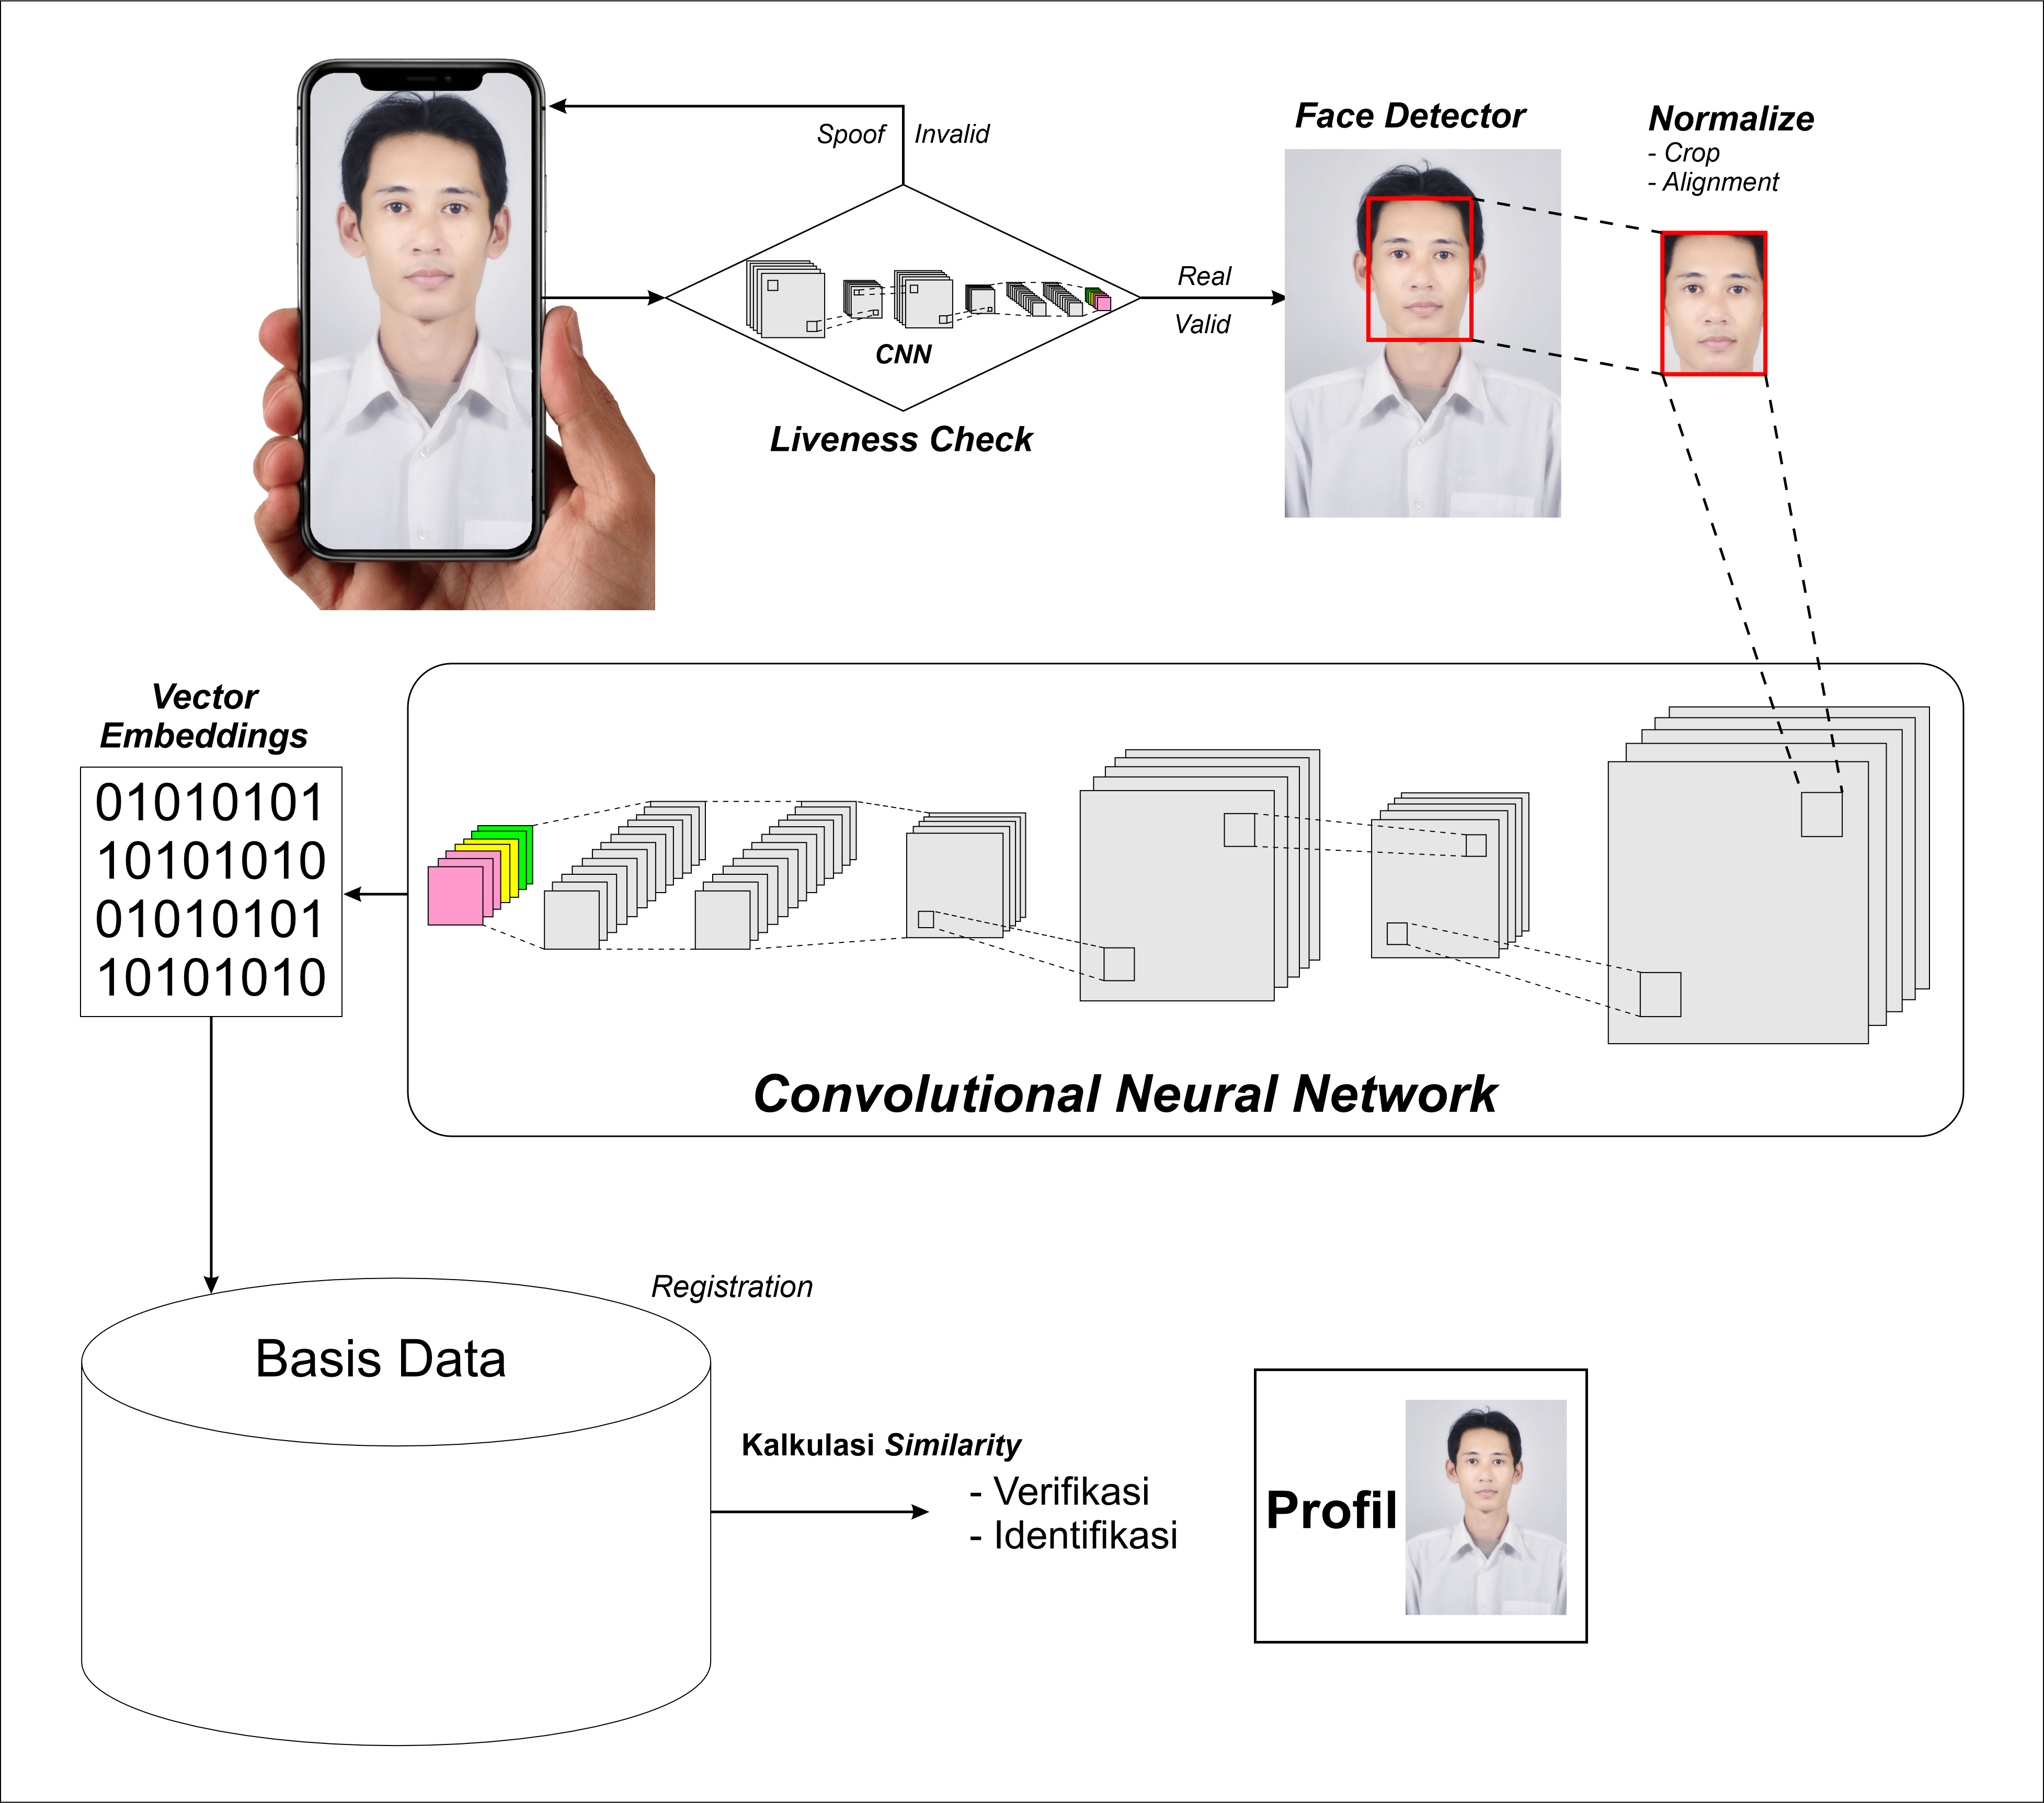 Spoof Invalid
CNN
Liveness Check
Real
Valid
Face Detector
Normalize
- Crop
- Alignment
Vector
Embeddings
01010101
10101010
01010101
10101010
Convolutional Neural Network
Registration
Basis Data
Kalkulasi Similarity
- Verifikasi
- Identifikasi
Profil